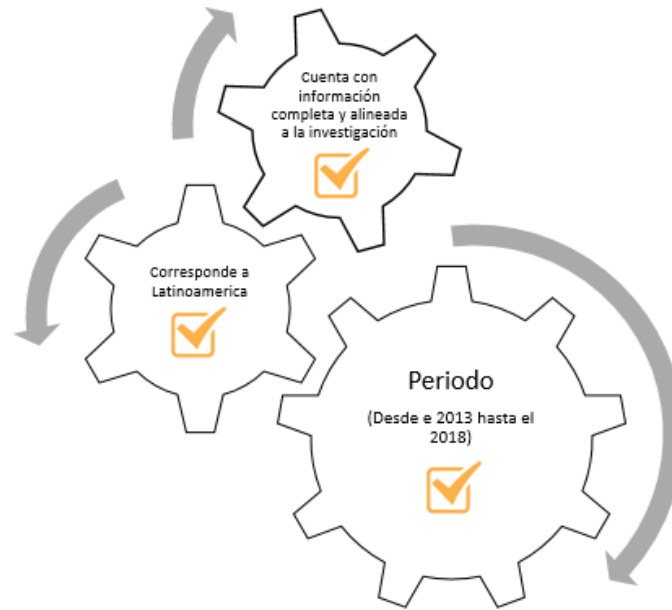 Cuenta con
información
completa y alineada
a la investigación
Corresponde a
Latinoamerica
Periodo
(Desde e 2013 hasta el
2018)